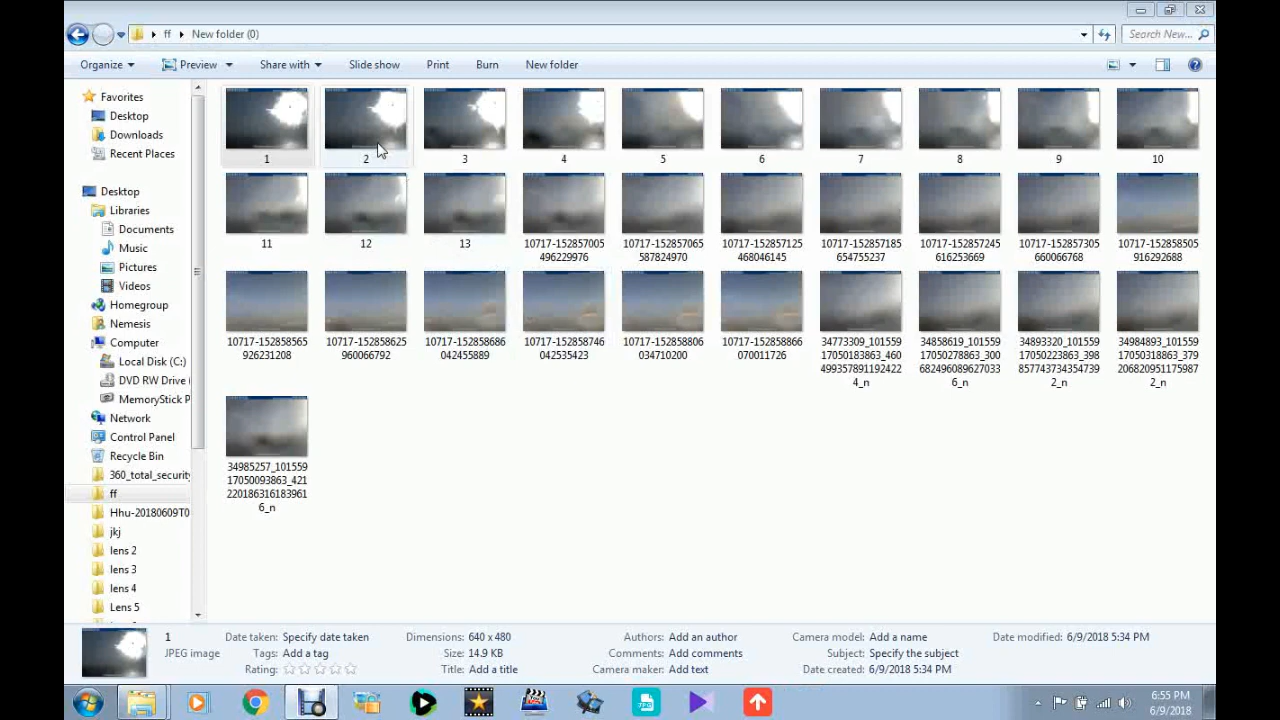 ff
New folder (0)
Search New...
Organize
Preview
Share with
Slide show
Print
Burn
New folder
Favorites
Desktop
Downloads
Recent Places
Desktop
Libraries
Documents
Music
Pictures
Videos
Homegroup
Nemesis
Computer
Local Disk (C:)
DVD RW Drive (
MemoryStick P
Network
Control Panel
Recycle Bin
360_total_security
ff
Hhu-20180609T0
jkj
lens 2
lens 3
lens 4
Lens 5
1
2
3
4
5
6
7
8
9
10
11
12
13
10717-152857005
496229976
10717-152857065
587824970
10717-152857125
468046145
10717-152857185
654755237
10717-152857245
616253669
10717-152857305
660066768
10717-152858505
916292688
10717-152858565
926231208
10717-152858625
960066792
10717-152858686
042455889
10717-152858746
042535423
10717-152858806
034710200
10717-152858866
070011726
34773309_101559
17050183863_460
499357891192422
4_n
34858619_101559
17050278863_300
682496089627033
6_n
34893320_101559
17050223863_398
857743734354739
2_n
34984893_101559
17050318863_379
206820951175987
2_n
34985257_101559
17050093863_421
220186316183961
6_n
1
JPEG image
Date taken: Specify date taken
Tags: Add a tag
Rating:
Dimensions: 640 x 480
Size: 14.9 KB
Title: Add a title
Authors: Add an author
Comments: Add comments
Camera maker: Add text
Camera model: Add a name
Subject: Specify the subject
Date created: 6/9/2018 5:34 PM
Date modified: 6/9/2018 5:34 PM
6:55 PM
6/9/2018